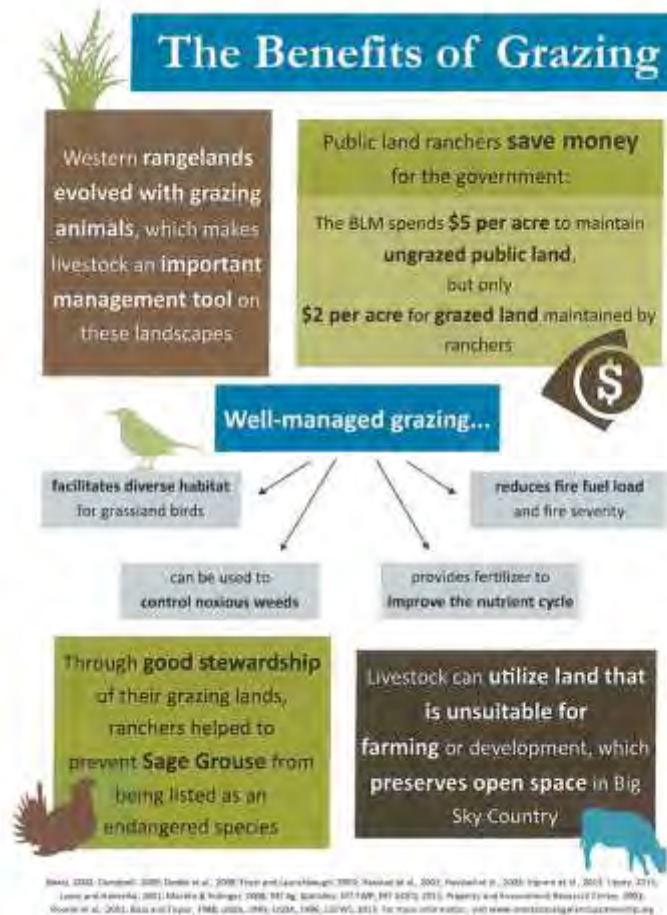 The Benefits of Grazing
Western rangelands
evolved with grazing
animals, which makes
livestock an important
management tool on
these landscapes
Public land ranchers save money
for the government:
The BLM spends $5 per acre to maintain
ungrazed public land,
but only
$2 per acre for grazed land maintained by
ranchers
$
Well-managed grazing...
facilitates diverse habitat
for grassland birds
reduces fire fuel load
and fire severity
can be used to
control noxious weeds
provides fertilizer to
improve the nutrient cycle
Through good stewardship
of their grazing lands,
ranchers helped to
prevent Sage Grouse from
being listed as an
endangered species
Livestock can utilize land that
is unsuitable for
farming or development, which
preserves open space in Big
Sky Country